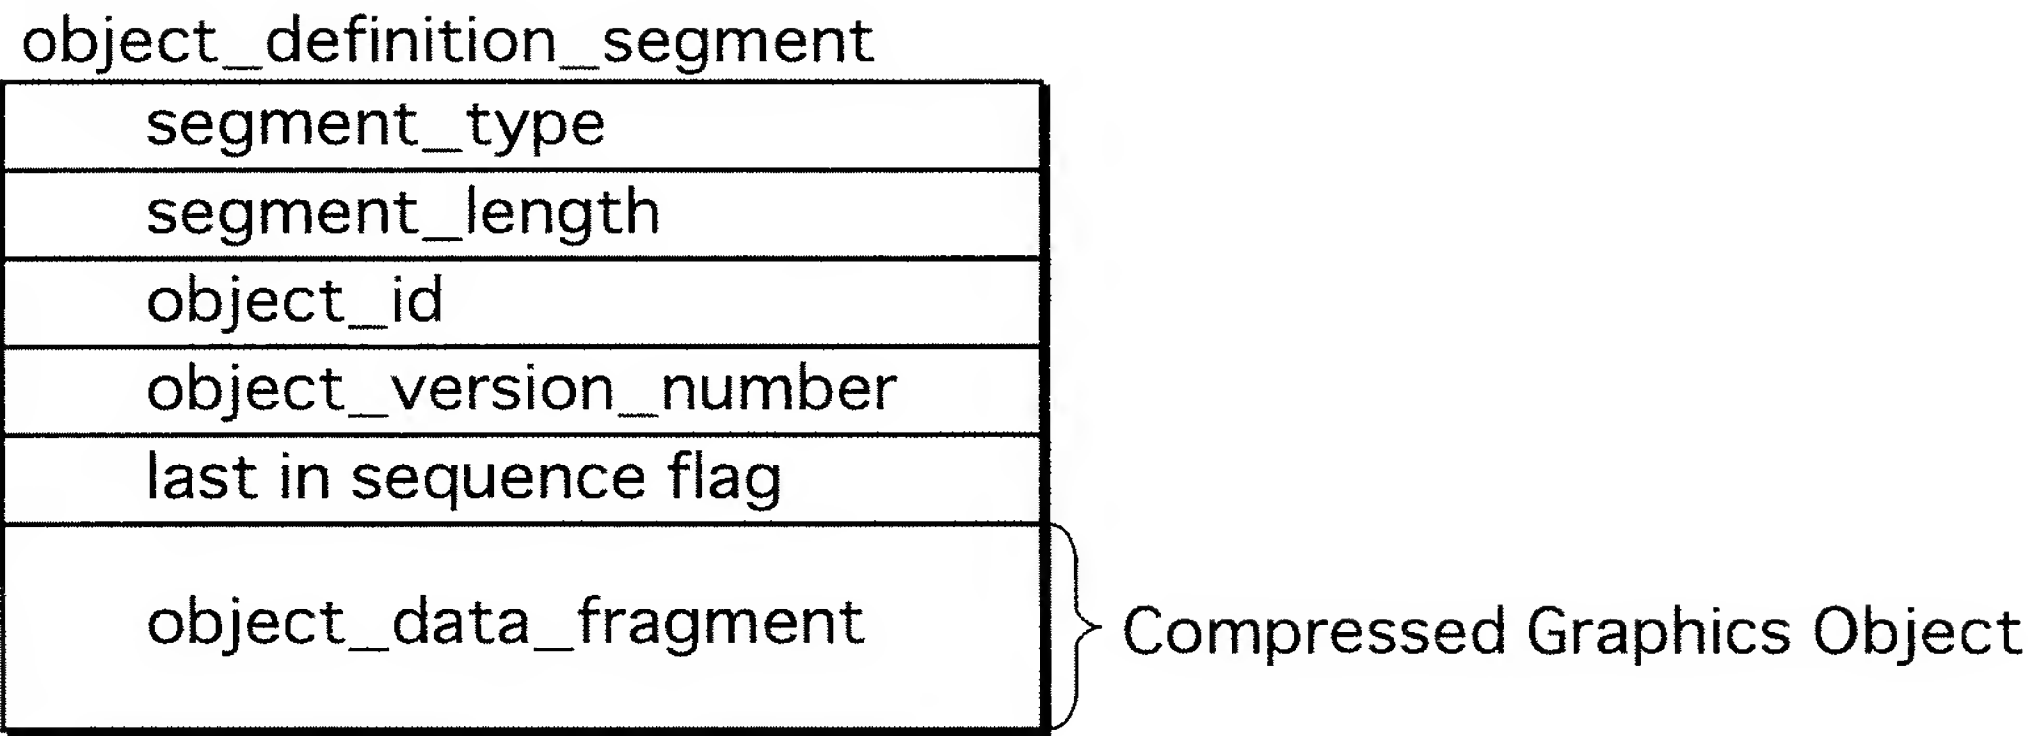 object_definition_segment
segment_type
segment_length
object_id
object_version_number
last in sequence flag
object_data_fragment
Compressed Graphics Object